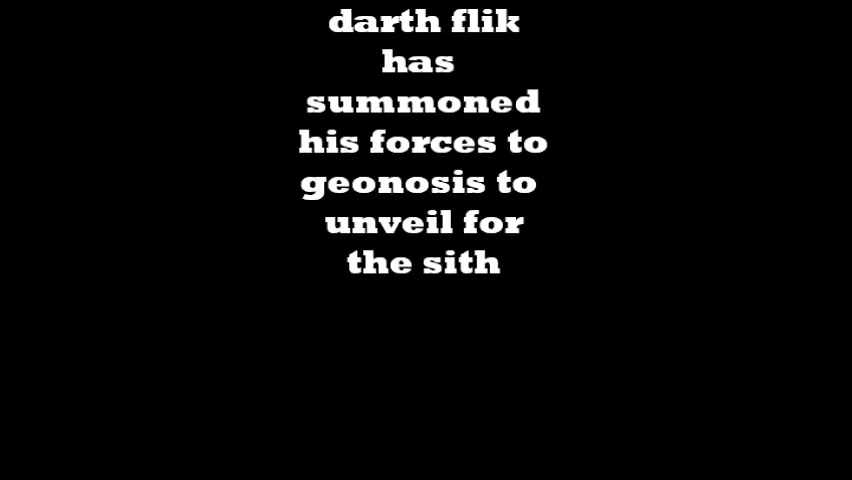 darth flik
has
summoned
his forces to
geonosis to
unveil for
the sith